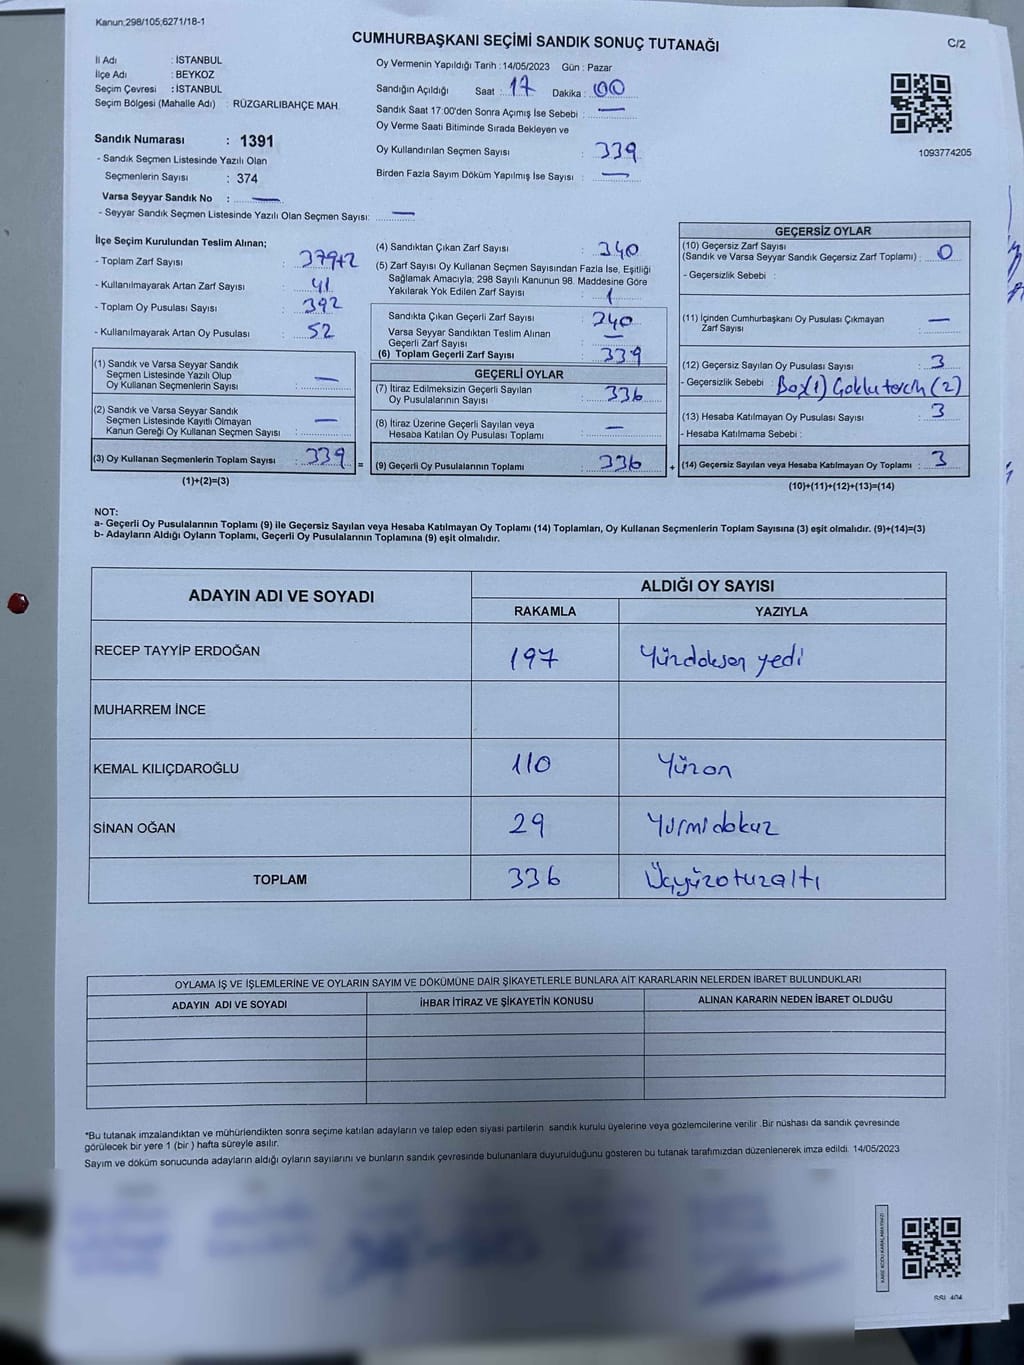 Kanun;298/105;6271/18-1
CUMHURBAŞKANI SEÇİMİ SANDIK SONUÇ TUTANAĞI
C/2
İl Adı : İSTANBUL
İlçe Adı : BEYKOZ
Seçim Çevresi : İSTANBUL
Seçim Bölgesi (Mahalle Adı) : RÜZGARLIBAHÇE MAH.
Sandık Numarası : 1391
- Sandık Seçmen Listesinde Yazılı Olan
Seçmenlerin Sayısı : 374
Varsa Seyyar Sandık No : —
- Seyyar Sandık Seçmen Listesinde Yazılı Olan Seçmen Sayısı: —
Oy Vermenin Yapıldığı Tarih : 14/05/2023 Gün : Pazar
Sandığın Açıldığı Saat : 17 Dakika : 00
Sandık Saat 17:00'den Sonra Açımış İse Sebebi : —
Oy Verme Saati Bitiminde Sırada Bekleyen ve
Oy Kullandırılan Seçmen Sayısı : 339
Birden Fazla Sayım Döküm Yapılmış İse Sayısı : —
1093774205
İlçe Seçim Kurulundan Teslim Alınan;
- Toplam Zarf Sayısı : 379+2
- Kullanılmayarak Artan Zarf Sayısı : 41
- Toplam Oy Pusulası Sayısı : 392
- Kullanılmayarak Artan Oy Pusulası : 52
(1) Sandık ve Varsa Seyyar Sandık
Seçmen Listesinde Yazılı Olup
Oy Kullanan Seçmenlerin Sayısı : —
(2) Sandık ve Varsa Seyyar Sandık
Seçmen Listesinde Kayıtlı Olmayan
Kanun Gereği Oy Kullanan Seçmen Sayısı : —
(3) Oy Kullanan Seçmenlerin Toplam Sayısı : 339
(1)+(2)=(3)
=
(4) Sandıktan Çıkan Zarf Sayısı : 340
(5) Zarf Sayısı Oy Kullanan Seçmen Sayısından Fazla İse, Eşitliği
Sağlamak Amacıyla; 298 Sayılı Kanunun 98. Maddesine Göre
Yakılarak Yok Edilen Zarf Sayısı : 1
Sandıkta Çıkan Geçerli Zarf Sayısı : 340
Varsa Seyyar Sandıktan Teslim Alınan
Geçerli Zarf Sayısı : —
(6) Toplam Geçerli Zarf Sayısı : 339
GEÇERLİ OYLAR
(7) İtiraz Edilmeksizin Geçerli Sayılan
Oy Pusulalarının Sayısı : 336
(8) İtiraz Üzerine Geçerli Sayılan veya
Hesaba Katılan Oy Pusulası Toplamı : —
(9) Geçerli Oy Pusulalarının Toplamı : 336
+
GEÇERSİZ OYLAR
(10) Geçersiz Zarf Sayısı
(Sandık ve Varsa Seyyar Sandık Geçersiz Zarf Toplamı) : 0
- Geçersizlik Sebebi :
(11) İçinden Cumhurbaşkanı Oy Pusulası Çıkmayan
Zarf Sayısı : —
(12) Geçersiz Sayılan Oy Pusulası Sayısı : 3
- Geçersizlik Sebebi : Boş(1) Çoklu tercih (2)
(13) Hesaba Katılmayan Oy Pusulası Sayısı : 3
- Hesaba Katılmama Sebebi :
(14) Geçersiz Sayılan veya Hesaba Katılmayan Oy Toplamı : 3
(10)+(11)+(12)+(13)=(14)
NOT:
a- Geçerli Oy Pusulalarının Toplamı (9) ile Geçersiz Sayılan veya Hesaba Katılmayan Oy Toplamı (14) Toplamları, Oy Kullanan Seçmenlerin Toplam Sayısına (3) eşit olmalıdır. (9)+(14)=(3)
b- Adayların Aldığı Oyların Toplamı, Geçerli Oy Pusulalarının Toplamına (9) eşit olmalıdır.
ADAYIN ADI VE SOYADI
ALDIĞI OY SAYISI
RAKAMLA YAZIYLA
RECEP TAYYİP ERDOĞAN 197 Yüzdoksen yedi
MUHARREM İNCE
KEMAL KILIÇDAROĞLU 110 Yüzon
SİNAN OĞAN 29 Yirmi dokuz
TOPLAM 336 Üçyüzotuzaltı
OYLAMA İŞ VE İŞLEMLERİNE VE OYLARIN SAYIM VE DÖKÜMÜNE DAİR ŞİKAYETLERLE BUNLARA AİT KARARLARIN NELERDEN İBARET BULUNDUKLARI
ADAYIN ADI VE SOYADI İHBAR İTİRAZ VE ŞİKAYETİN KONUSU ALINAN KARARIN NEDEN İBARET OLDUĞU
*Bu tutanak imzalandıktan ve mühürlendikten sonra seçime katılan adayların ve talep eden siyasi partilerin sandık kurulu üyelerine veya gözlemcilerine verilir .Bir nüshası da sandık çevresinde
görülecek bir yere 1 (bir ) hafta süreyle asılır.
Sayım ve döküm sonucunda adayların aldığı oyların sayılarını ve bunların sandık çevresinde bulunanlara duyurulduğunu gösteren bu tutanak tarafımızdan düzenlenerek imza edildi. 14/05/2023